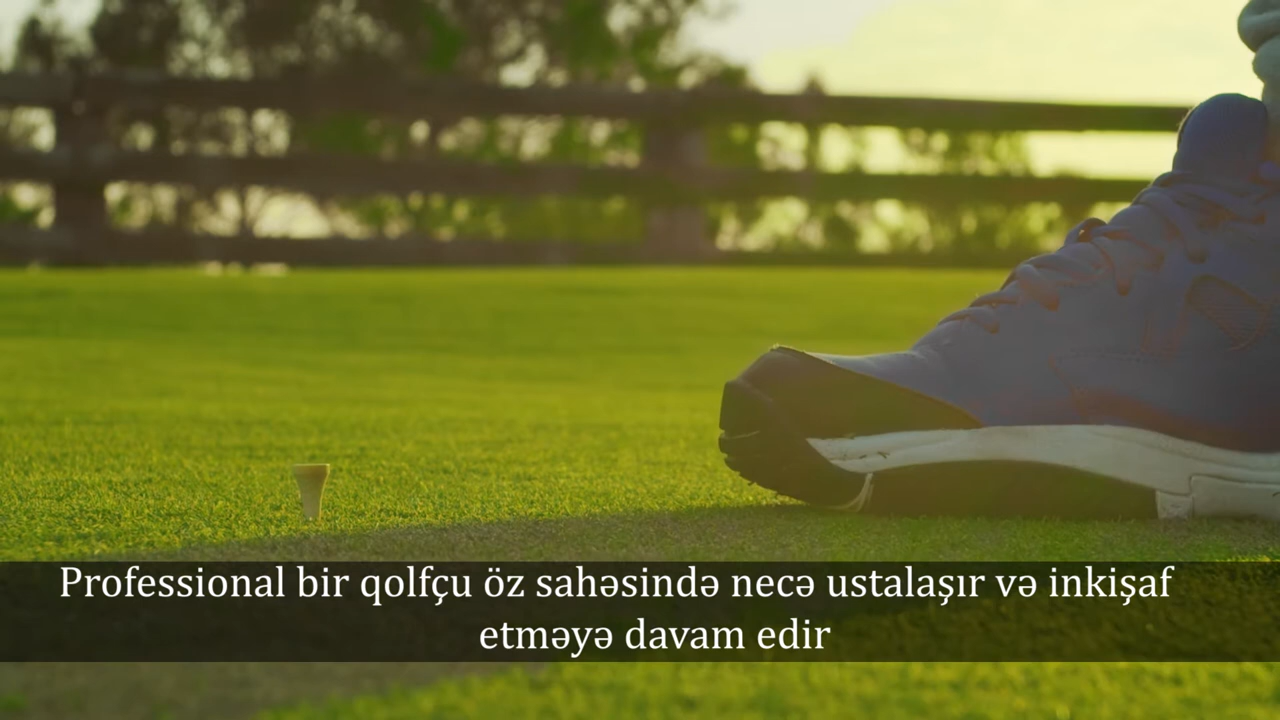 Professional bir qolfçu öz sahəsində necə ustalaşır və inkişaf
etməyə davam edir